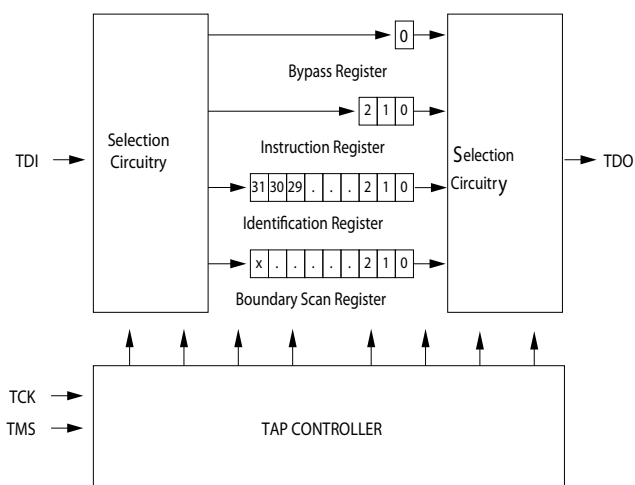 0
Bypass Register
2 1 0
Instruction Register
Selection
Circuitry
TDI
Selection
Circuitry
TDO
31 30 29 . . . 2 1 0
Identification Register
x . . . . . 2 1 0
Boundary Scan Register
TCK
TMS
TAP CONTROLLER